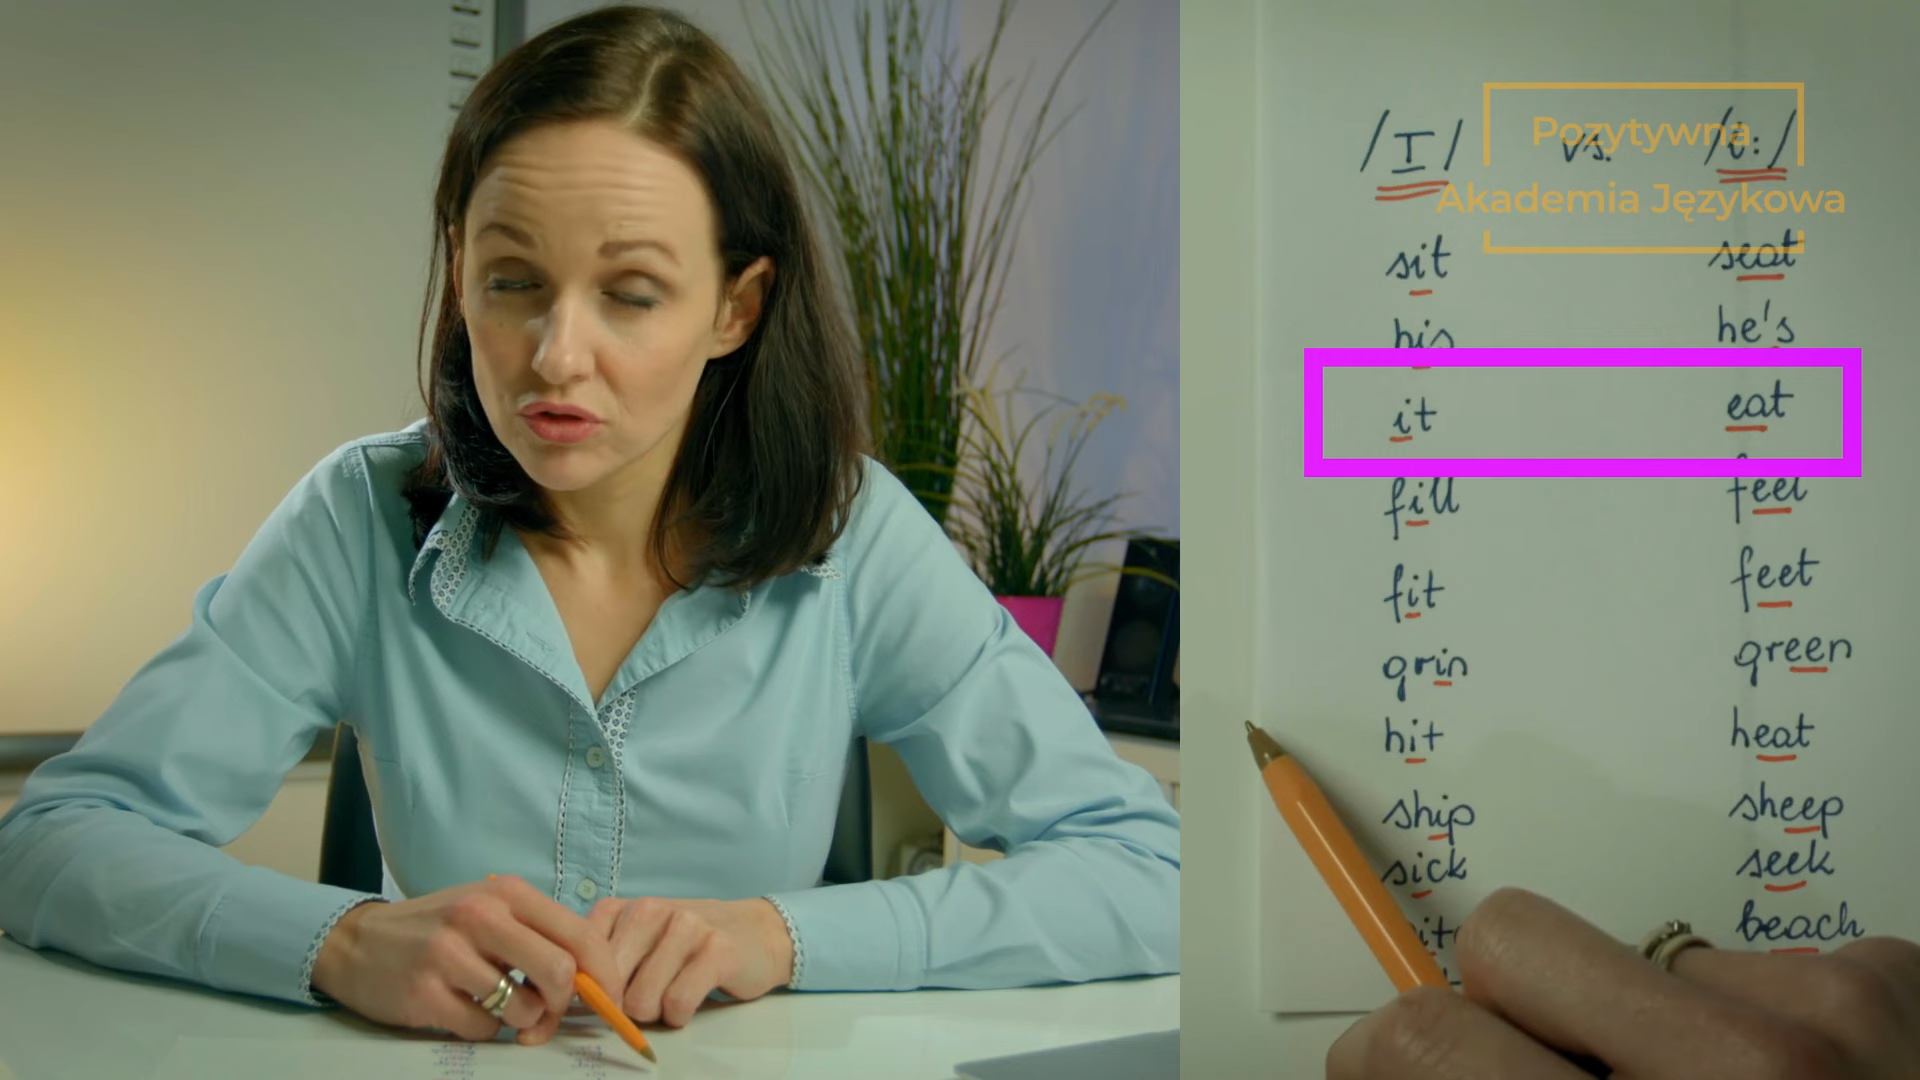 /I/ vs. /i:/
Pozytywna
Akademia Językowa
sit seat
his he's
it eat
fill feel
fit feet
grin green
hit heat
ship sheep
sick seek
beach